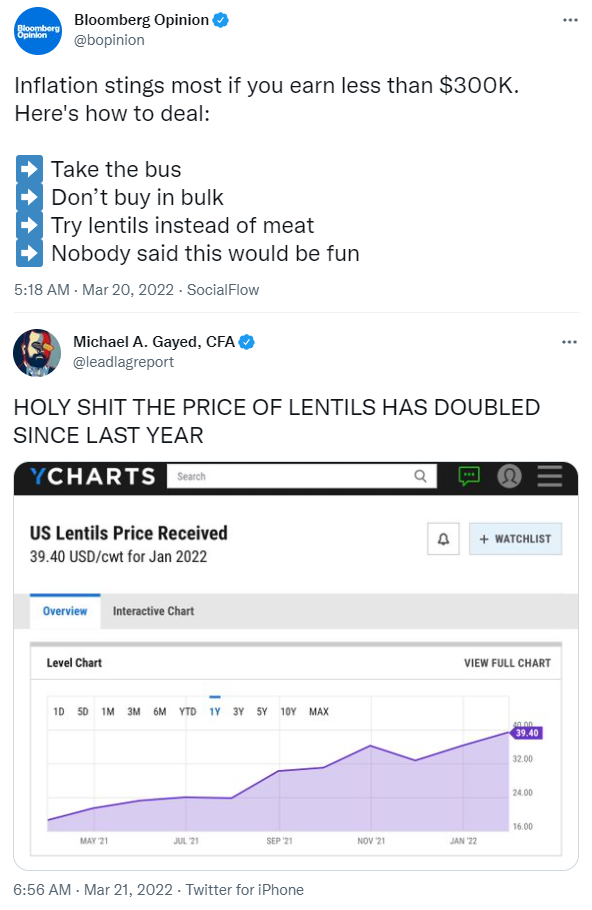 Bloomberg
Opinion
Bloomberg Opinion
@bopinion
Inflation stings most if you earn less than $300K.
Here's how to deal:
Take the bus
Don’t buy in bulk
Try lentils instead of meat
Nobody said this would be fun
5:18 AM · Mar 20, 2022 · SocialFlow
Michael A. Gayed, CFA
@leadlagreport
HOLY SHIT THE PRICE OF LENTILS HAS DOUBLED
SINCE LAST YEAR
YCHARTS Search
US Lentils Price Received
39.40 USD/cwt for Jan 2022
+ WATCHLIST
Overview Interactive Chart
Level Chart VIEW FULL CHART
1D 5D 1M 3M 6M YTD 1Y 3Y 5Y 10Y MAX
40.00
39.40
32.00
24.00
16.00
MAY '21 JUL '21 SEP '21 NOV '21 JAN '22
6:56 AM · Mar 21, 2022 · Twitter for iPhone